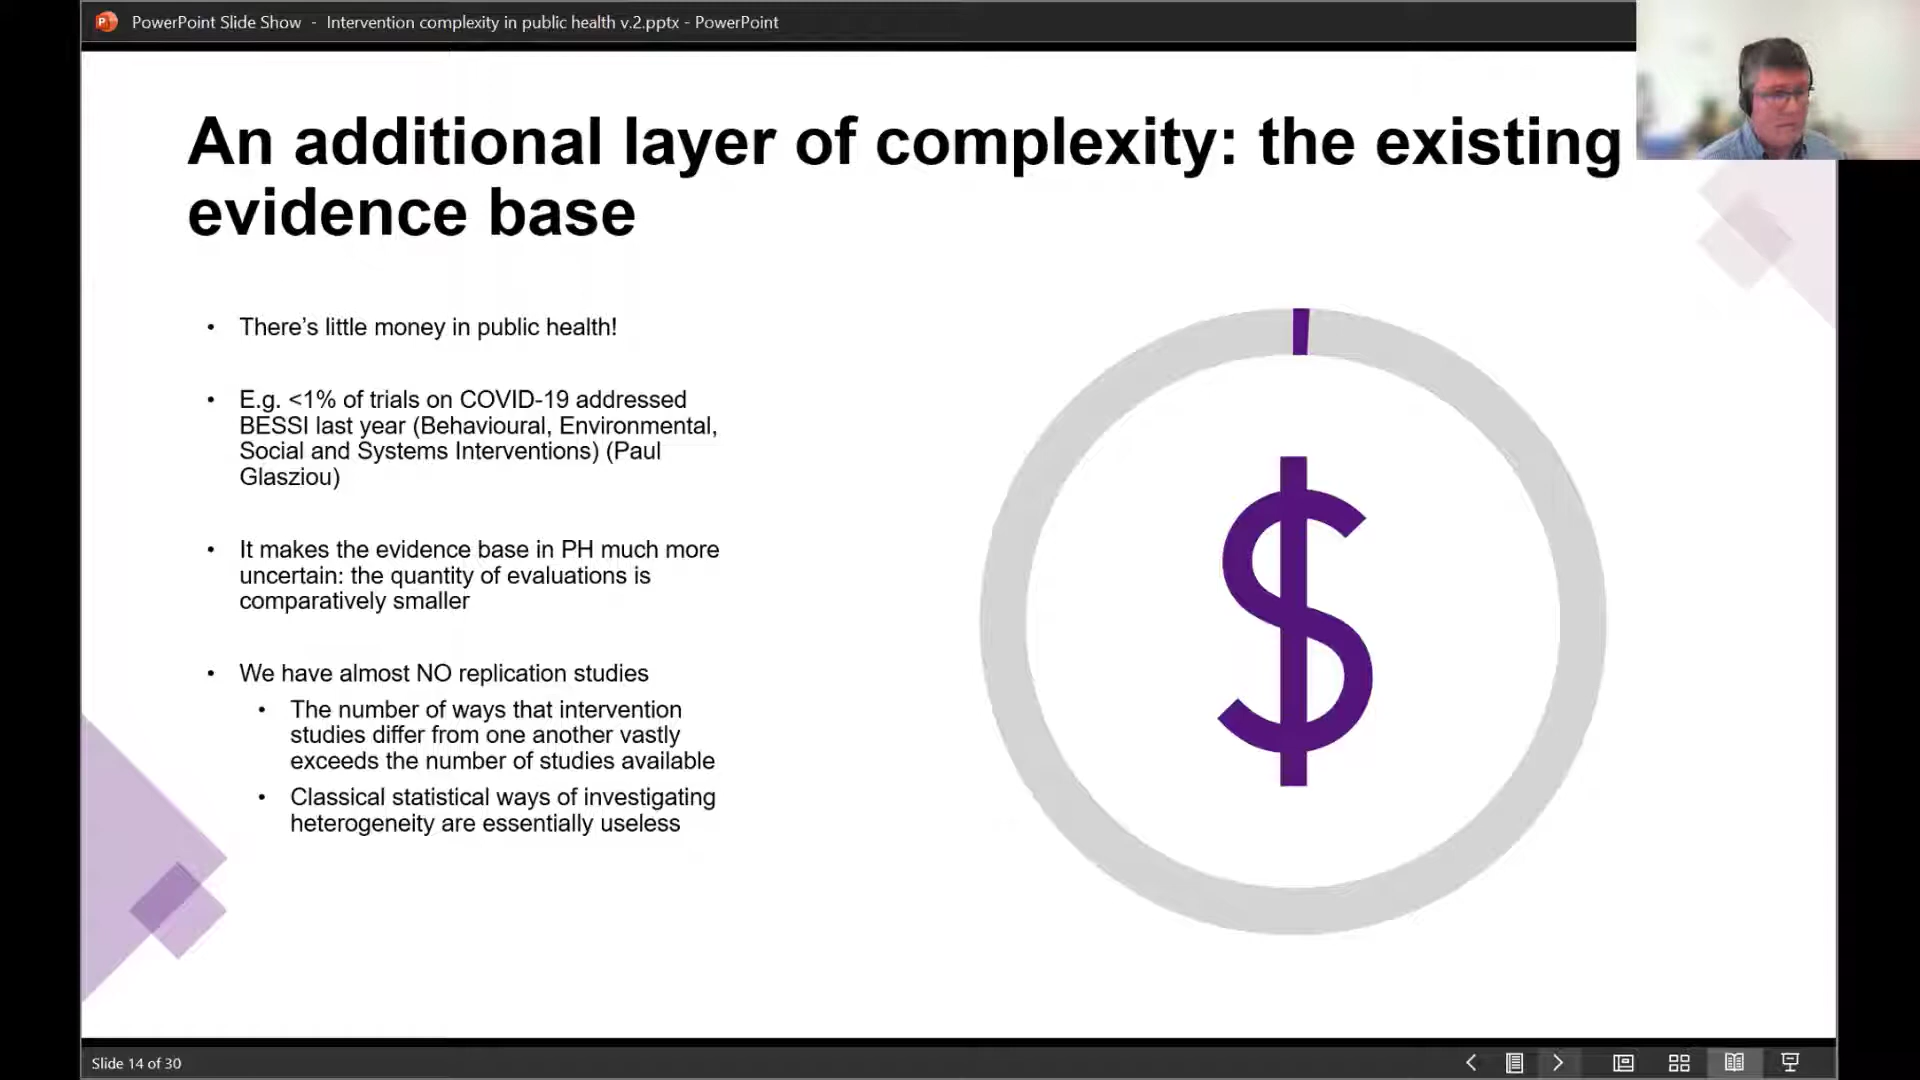 PowerPoint Slide Show - Intervention complexity in public health v.2.pptx - PowerPoint
An additional layer of complexity: the existing
evidence base
• There's little money in public health!
• E.g. <1% of trials on COVID-19 addressed
BESSI last year (Behavioural, Environmental,
Social and Systems Interventions) (Paul
Glasziou)
• It makes the evidence base in PH much more
uncertain: the quantity of evaluations is
comparatively smaller
• We have almost NO replication studies
• The number of ways that intervention
studies differ from one another vastly
exceeds the number of studies available
• Classical statistical ways of investigating
heterogeneity are essentially useless
$
Slide 14 of 30